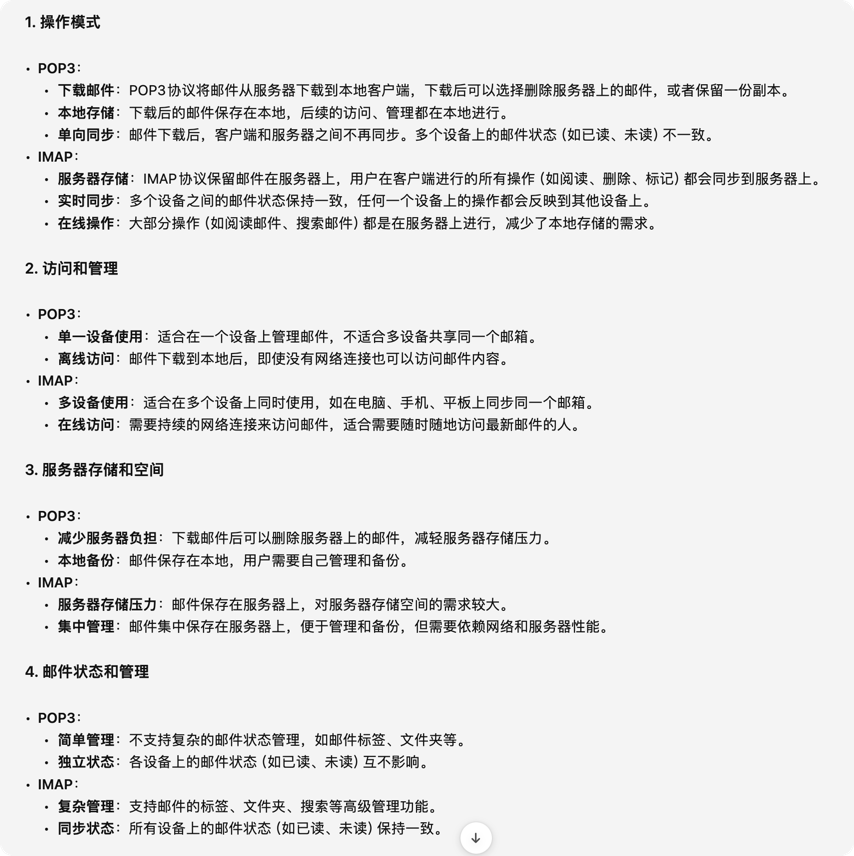 1. 操作模式
• POP3：
• 下载邮件：POP3协议将邮件从服务器下载到本地客户端，下载后可以选择删除服务器上的邮件，或者保留一份副本。
• 本地存储：下载后的邮件保存在本地，后续的访问、管理都在本地进行。
• 单向同步：邮件下载后，客户端和服务器之间不再同步。多个设备上的邮件状态（如已读、未读）不一致。
• IMAP：
• 服务器存储：IMAP协议保留邮件在服务器上，用户在客户端进行的所有操作（如阅读、删除、标记）都会同步到服务器上。
• 实时同步：多个设备之间的邮件状态保持一致，任何一个设备上的操作都会反映到其他设备上。
• 在线操作：大部分操作（如阅读邮件、搜索邮件）都是在服务器上进行，减少了本地存储的需求。
2. 访问和管理
• POP3：
• 单一设备使用：适合在一个设备上管理邮件，不适合多设备共享同一个邮箱。
• 离线访问：邮件下载到本地后，即使没有网络连接也可以访问邮件内容。
• IMAP：
• 多设备使用：适合在多个设备上同时使用，如在电脑、手机、平板上同步同一个邮箱。
• 在线访问：需要持续的网络连接来访问邮件，适合需要随时随地访问最新邮件的人。
3. 服务器存储和空间
• POP3：
• 减少服务器负担：下载邮件后可以删除服务器上的邮件，减轻服务器存储压力。
• 本地备份：邮件保存在本地，用户需要自己管理和备份。
• IMAP：
• 服务器存储压力：邮件保存在服务器上，对服务器存储空间的需求较大。
• 集中管理：邮件集中保存在服务器上，便于管理和备份，但需要依赖网络和服务器性能。
4. 邮件状态和管理
• POP3：
• 简单管理：不支持复杂的邮件状态管理，如邮件标签、文件夹等。
• 独立状态：各设备上的邮件状态（如已读、未读）互不影响。
• IMAP：
• 复杂管理：支持邮件的标签、文件夹、搜索等高级管理功能。
• 同步状态：所有设备上的邮件状态（如已读、未读）保持一致。